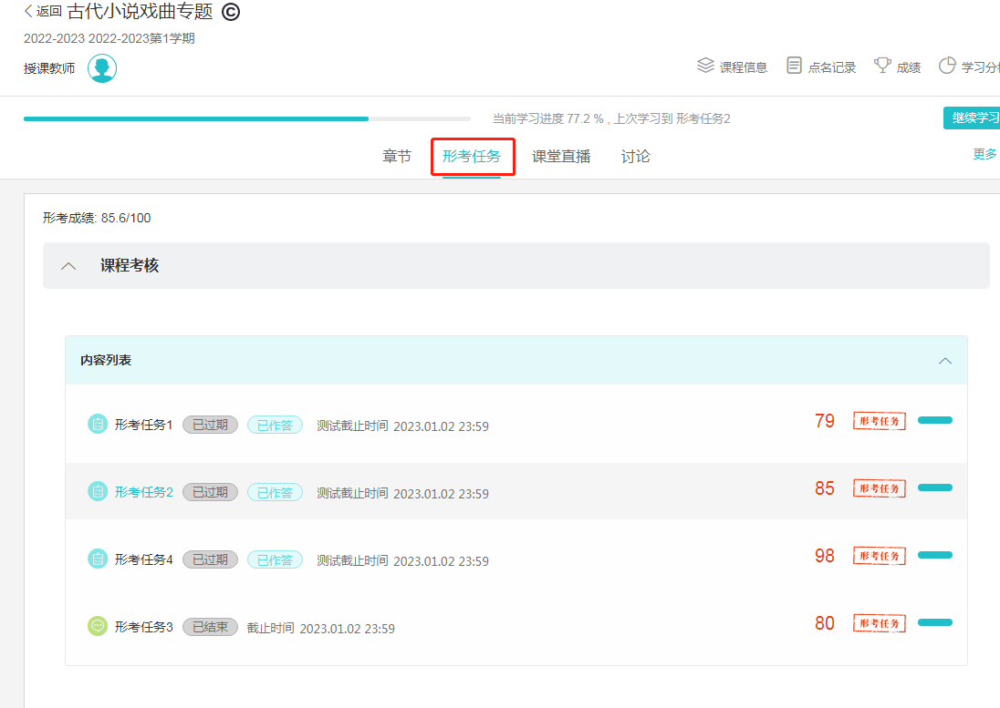 返回 古代小说戏曲专题 ©
2022-2023 2022-2023第1学期
授课教师
课程信息 点名记录 成绩 学习分
当前学习进度 77.2 % , 上次学习到 形考任务2
继续学习
章节 形考任务 课堂直播 讨论
更多
形考成绩: 85.6/100
课程考核
内容列表
形考任务1 已过期 已作答 测试截止时间 2023.01.02 23:59 79 形考任务
形考任务2 已过期 已作答 测试截止时间 2023.01.02 23:59 85 形考任务
形考任务4 已过期 已作答 测试截止时间 2023.01.02 23:59 98 形考任务
形考任务3 已结束 截止时间 2023.01.02 23:59 80 形考任务